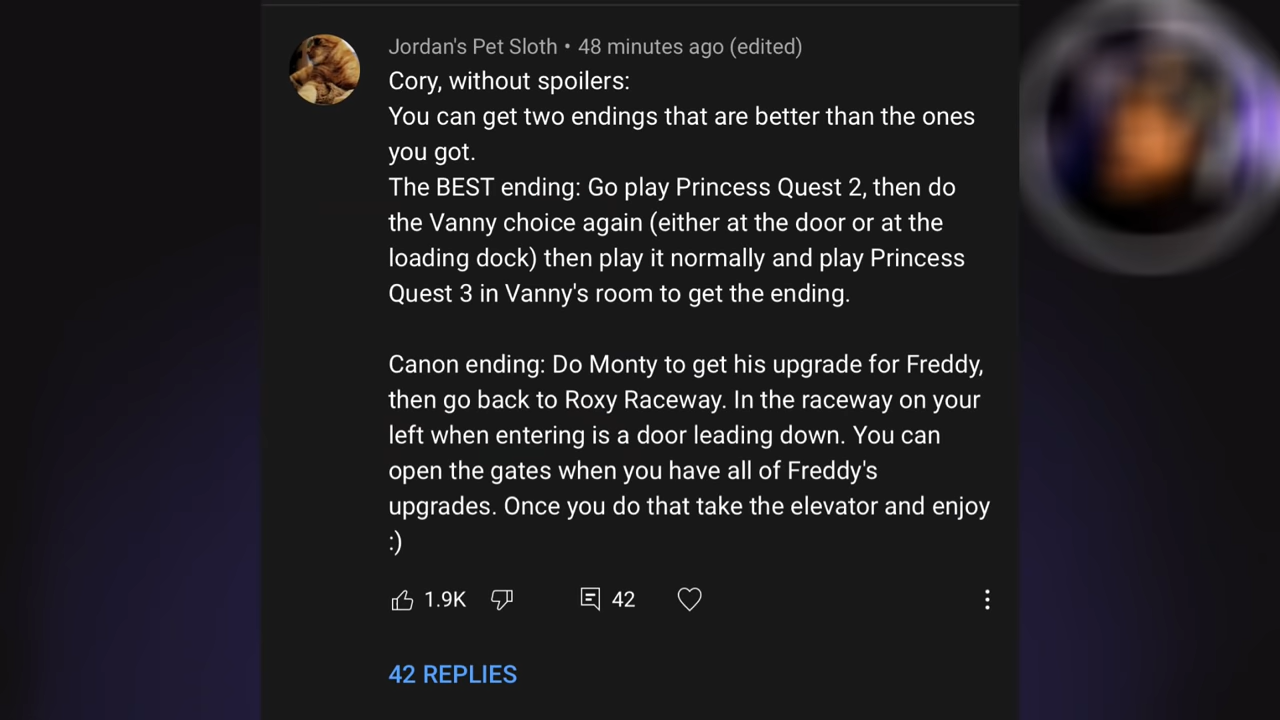 Jordan's Pet Sloth • 48 minutes ago (edited)
Cory, without spoilers:
You can get two endings that are better than the ones
you got.
The BEST ending: Go play Princess Quest 2, then do
the Vanny choice again (either at the door or at the
loading dock) then play it normally and play Princess
Quest 3 in Vanny's room to get the ending.
Canon ending: Do Monty to get his upgrade for Freddy,
then go back to Roxy Raceway. In the raceway on your
left when entering is a door leading down. You can
open the gates when you have all of Freddy's
upgrades. Once you do that take the elevator and enjoy
:)
1.9K 42
42 REPLIES